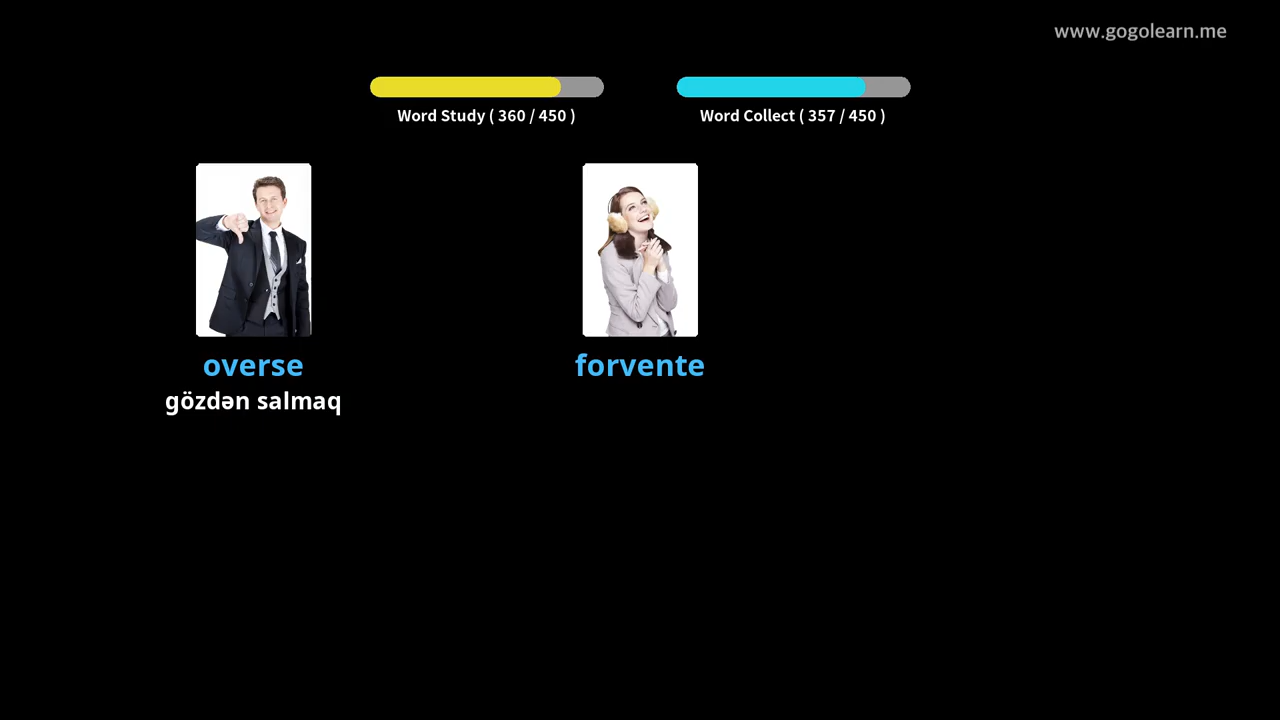 www.gogolearn.me
Word Study ( 360 / 450 )
Word Collect ( 357 / 450 )
overse
gözdən salmaq
forvente